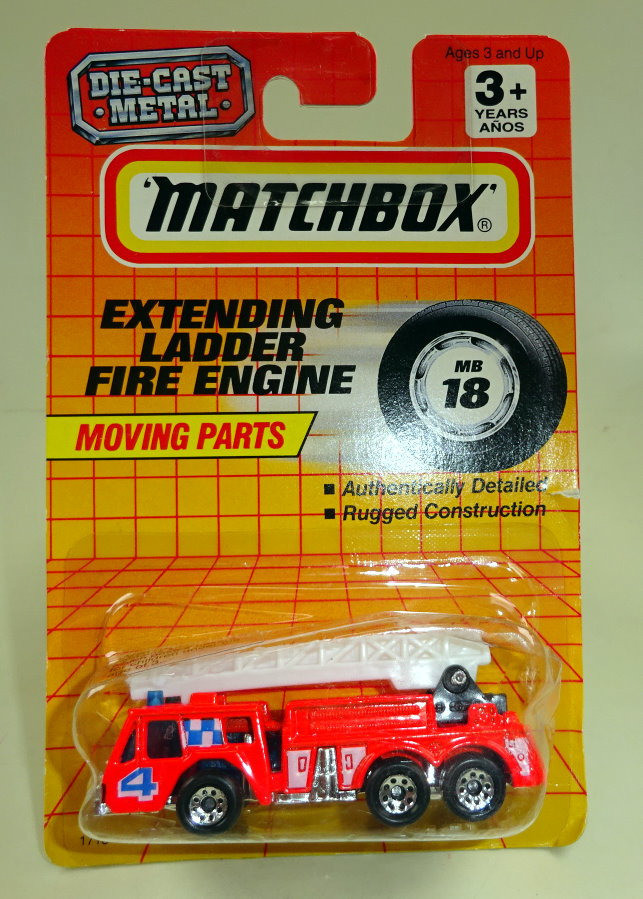 Ages 3 and Up
DIE-CAST
METAL
3+
YEARS
AÑOS
'MATCHBOX'®
EXTENDING
LADDER
FIRE ENGINE
MB
18
MOVING PARTS
■ Authentically Detailed
■ Rugged Construction
4